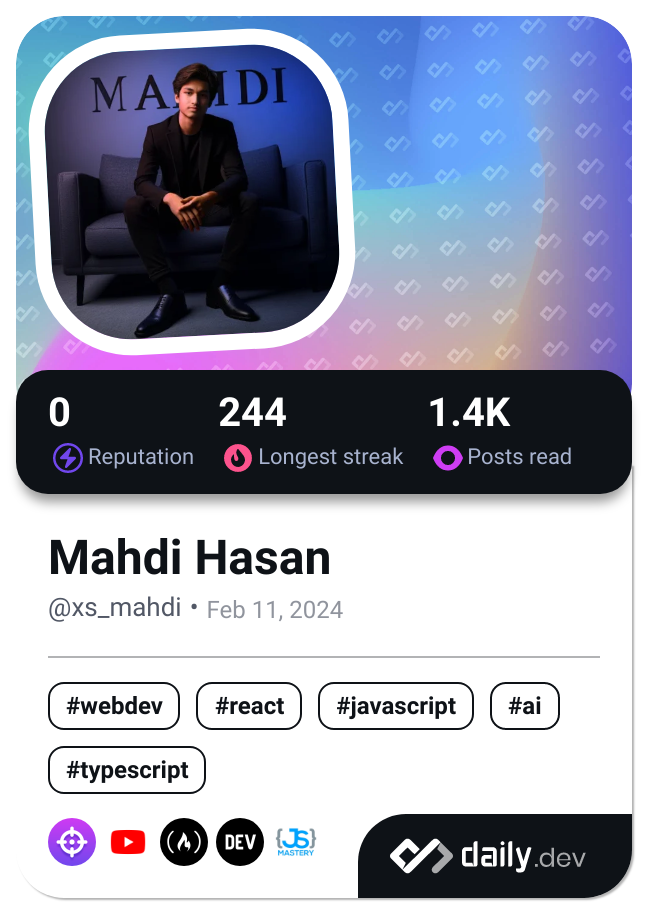 MAHDI
0
244
1.4K
Reputation
Longest streak
Posts read
Mahdi Hasan
@xs_mahdi • Feb 11, 2024
#webdev
#react
#javascript
#ai
#typescript
DEV
{JS}
MASTERY
daily.dev